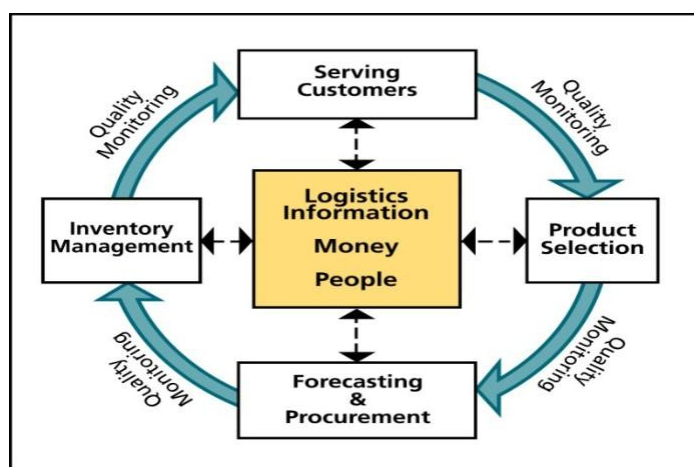 Serving
Customers
Quality
Monitoring
Quality
Monitoring
Logistics
Information
Money
People
Inventory
Management
Product
Selection
Quality
Monitoring
Quality
Monitoring
Forecasting
&
Procurement